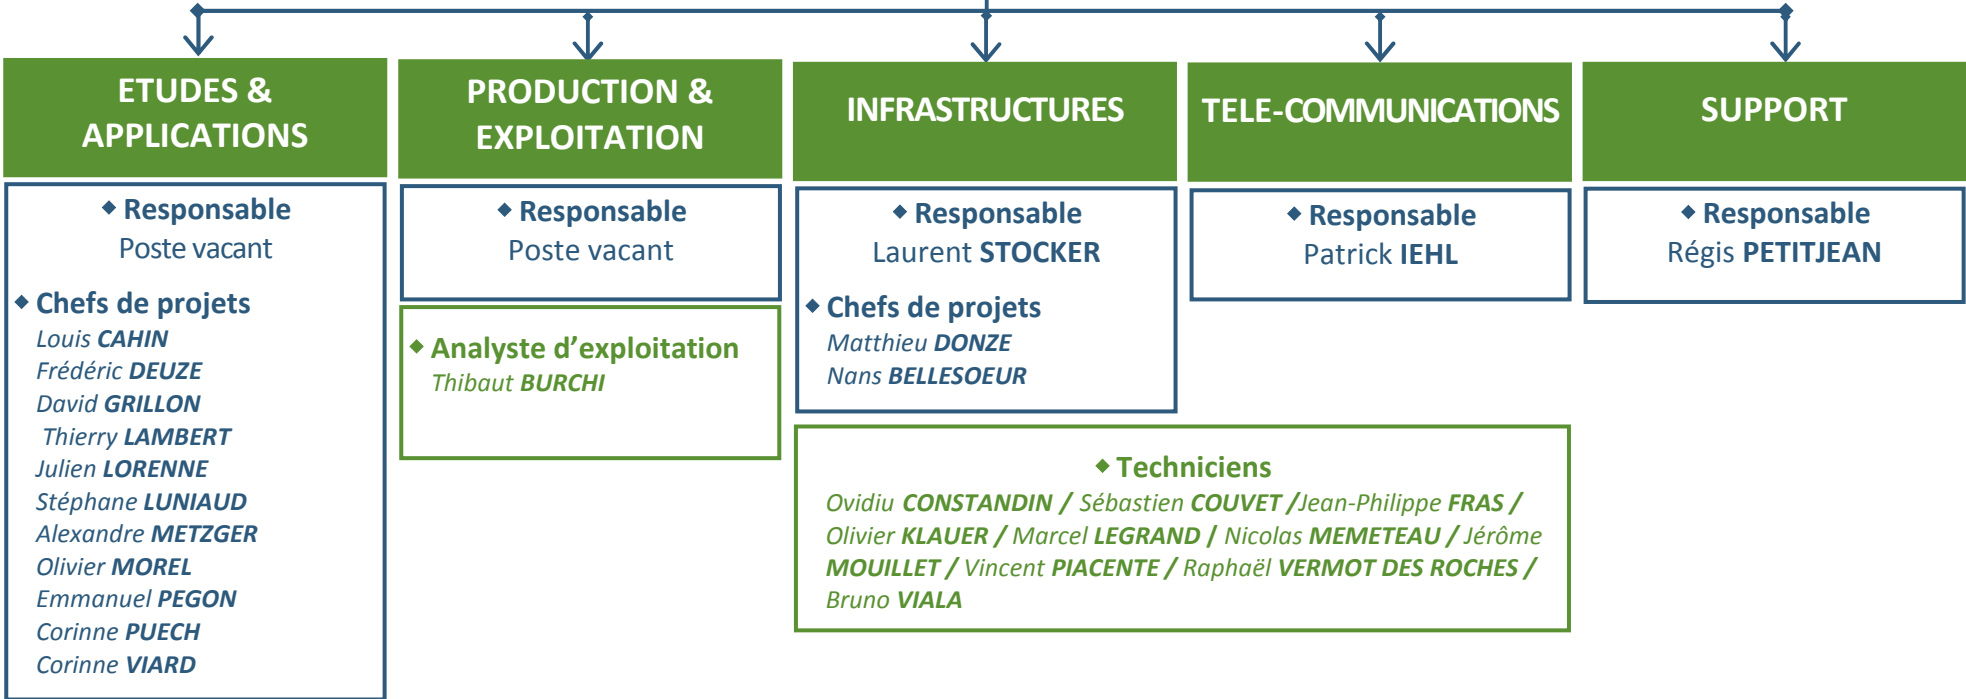 ETUDES &
APPLICATIONS
◆ Responsable
Poste vacant
◆ Chefs de projets
Louis CAHIN
Frédéric DEUZE
David GRILLON
Thierry LAMBERT
Julien LORENNE
Stéphane LUNIAUD
Alexandre METZGER
Olivier MOREL
Emmanuel PEGON
Corinne PUECH
Corinne VIARD
PRODUCTION &
EXPLOITATION
◆ Responsable
Poste vacant
◆ Analyste d’exploitation
Thibaut BURCHI
INFRASTRUCTURES
◆ Responsable
Laurent STOCKER
◆ Chefs de projets
Matthieu DONZE
Nans BELLESOEUR
TELE-COMMUNICATIONS
◆ Responsable
Patrick IEHL
◆ Techniciens
Ovidiu CONSTANDIN / Sébastien COUVET /Jean-Philippe FRAS /
Olivier KLAUER / Marcel LEGRAND / Nicolas MEMETEAU / Jérôme
MOUILLET / Vincent PIACENTE / Raphaël VERMOT DES ROCHES /
Bruno VIALA
SUPPORT
◆ Responsable
Régis PETITJEAN